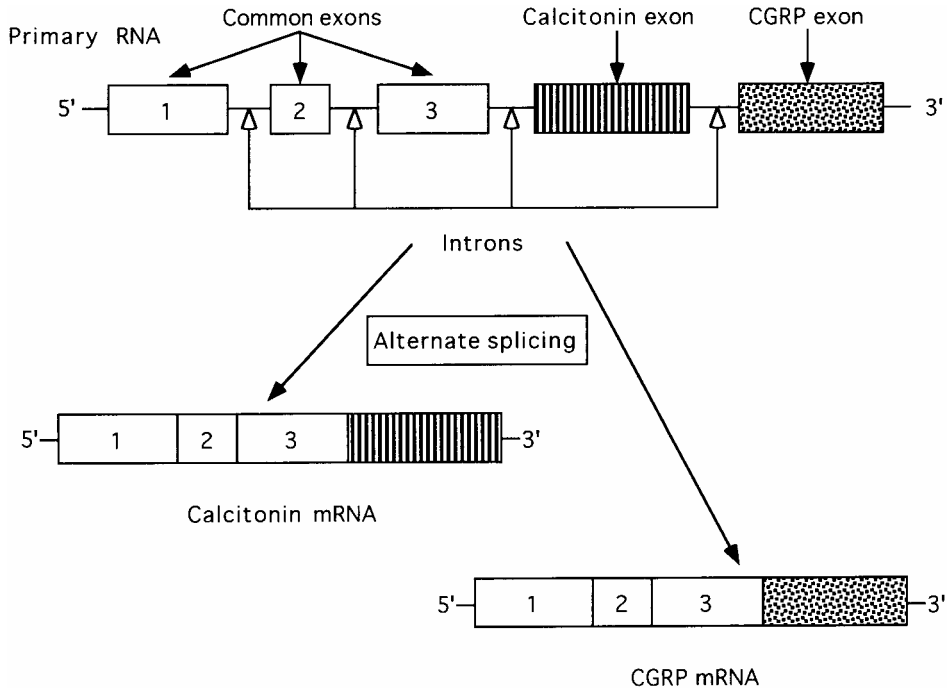 Common exons
Calcitonin exon
CGRP exon
Primary RNA
5' 1 2 3 3'
Introns
Alternate splicing
5' 1 2 3 3'
Calcitonin mRNA
5' 1 2 3 3'
CGRP mRNA